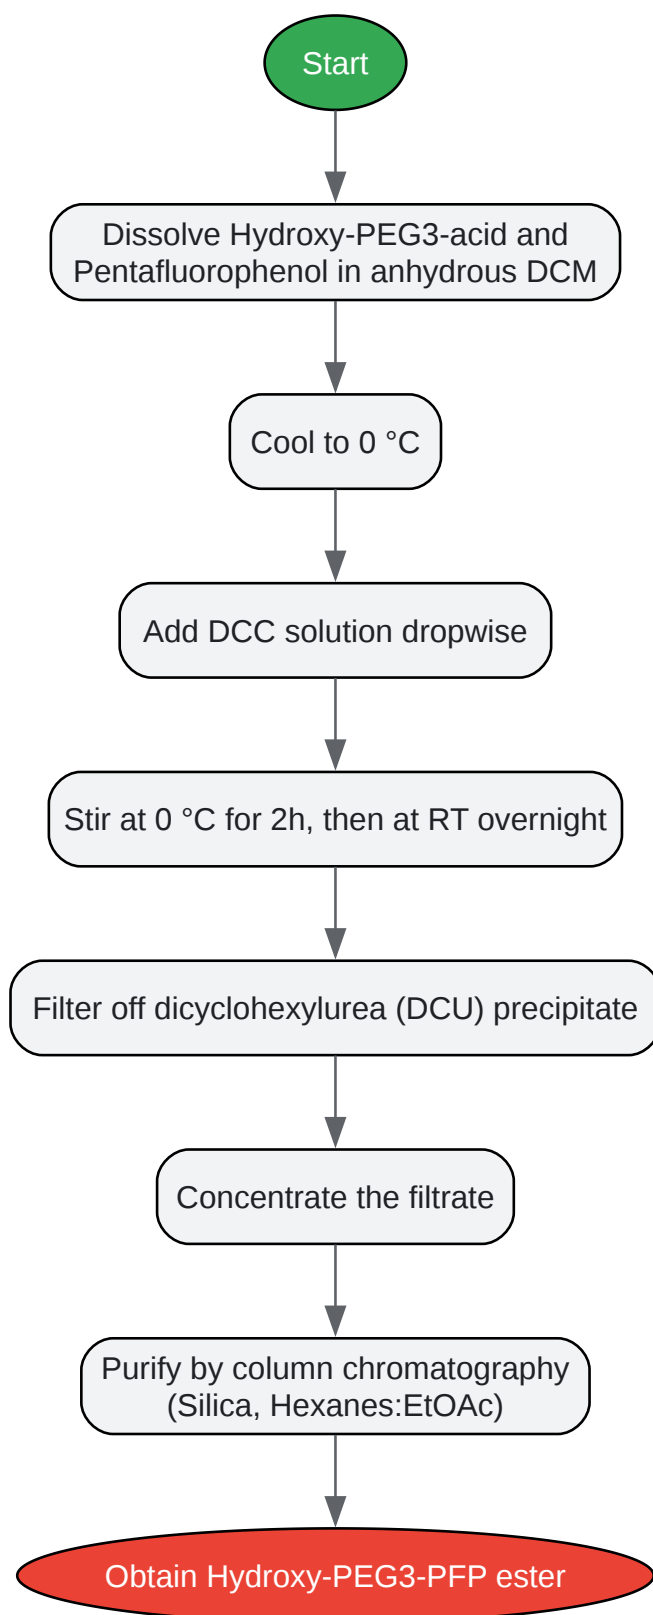 Start
Dissolve Hydroxy-PEG3-acid and
Pentafluorophenol in anhydrous DCM
Cool to 0 °C
Add DCC solution dropwise
Stir at 0 °C for 2h, then at RT overnight
Filter off dicyclohexylurea (DCU) precipitate
Concentrate the filtrate
Purify by column chromatography
(Silica, Hexanes:EtOAc)
Obtain Hydroxy-PEG3-PFP ester